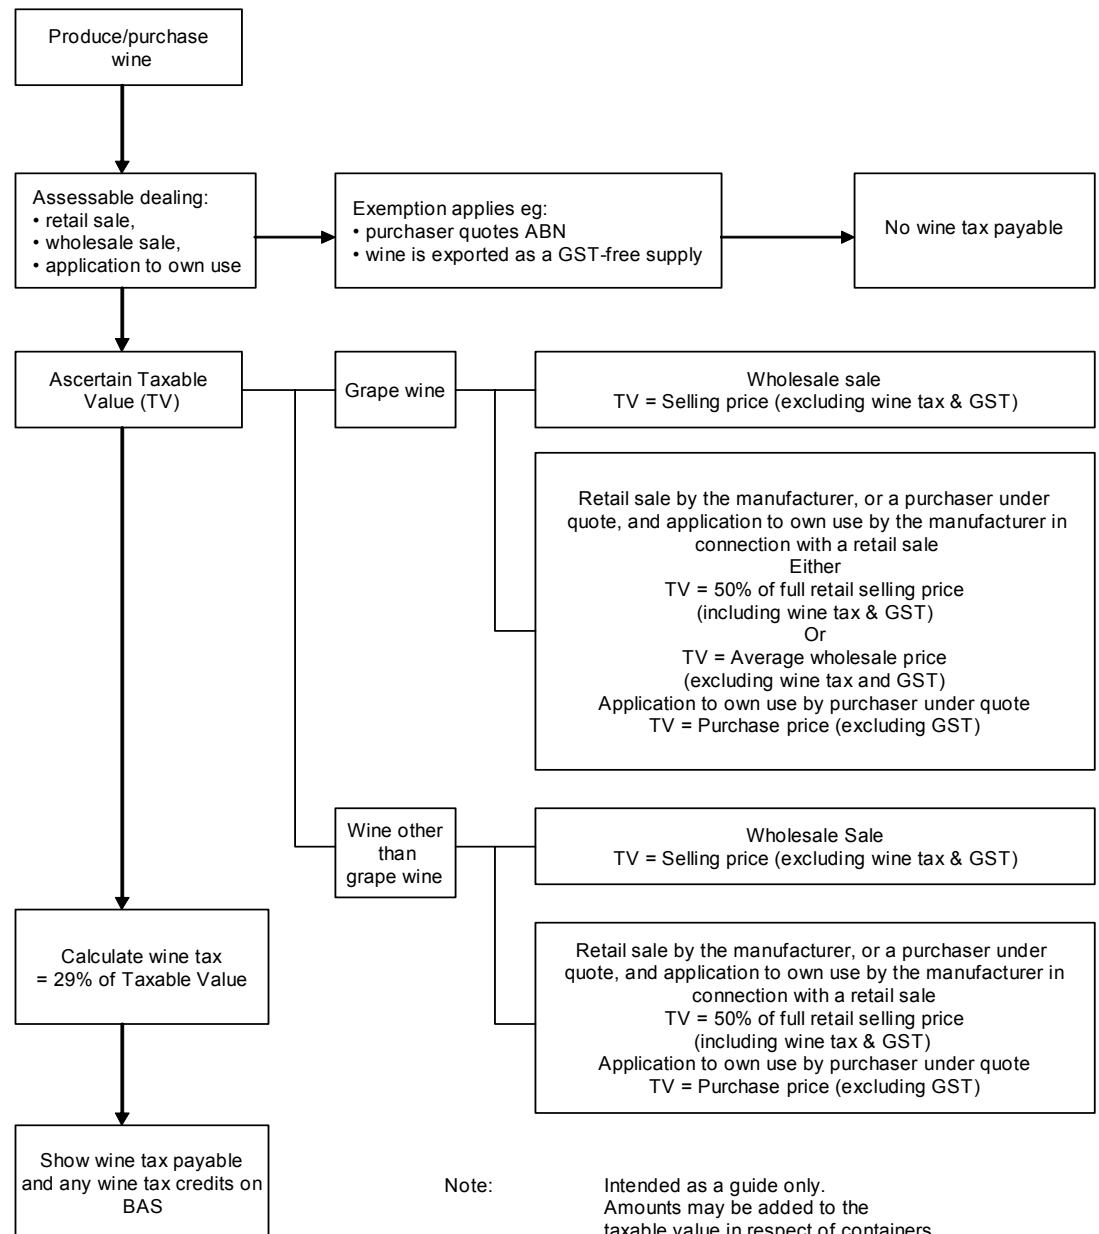 Produce/purchase
wine
Assessable dealing:
• retail sale,
• wholesale sale,
• application to own use
Exemption applies eg:
• purchaser quotes ABN
• wine is exported as a GST-free supply
No wine tax payable
Ascertain Taxable
Value (TV)
Grape wine
Wholesale sale
TV = Selling price (excluding wine tax & GST)
Retail sale by the manufacturer, or a purchaser under
quote, and application to own use by the manufacturer in
connection with a retail sale
Either
TV = 50% of full retail selling price
(including wine tax & GST)
Or
TV = Average wholesale price
(excluding wine tax and GST)
Application to own use by purchaser under quote
TV = Purchase price (excluding GST)
Wine other
than
grape wine
Wholesale Sale
TV = Selling price (excluding wine tax & GST)
Retail sale by the manufacturer, or a purchaser under
quote, and application to own use by the manufacturer in
connection with a retail sale
TV = 50% of full retail selling price
(including wine tax & GST)
Application to own use by purchaser under quote
TV = Purchase price (excluding GST)
Calculate wine tax
= 29% of Taxable Value
Show wine tax payable
and any wine tax credits on
BAS
Note: Intended as a guide only.
Amounts may be added to the
taxable value in respect of containers